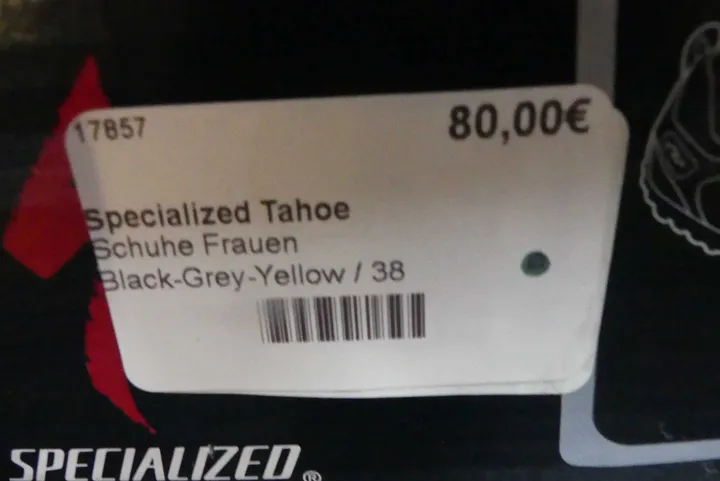 17857
80,00€
Specialized Tahoe
Schuhe Frauen
Black-Grey-Yellow / 38
SPECIALIZED®